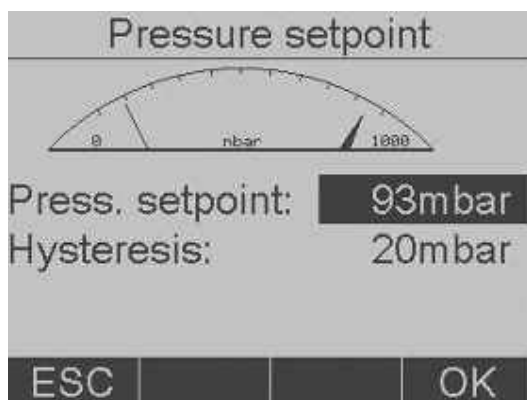 Pressure setpoint
0 mbar 1000
Press. setpoint: 93mbar
Hysteresis: 20mbar
ESC OK